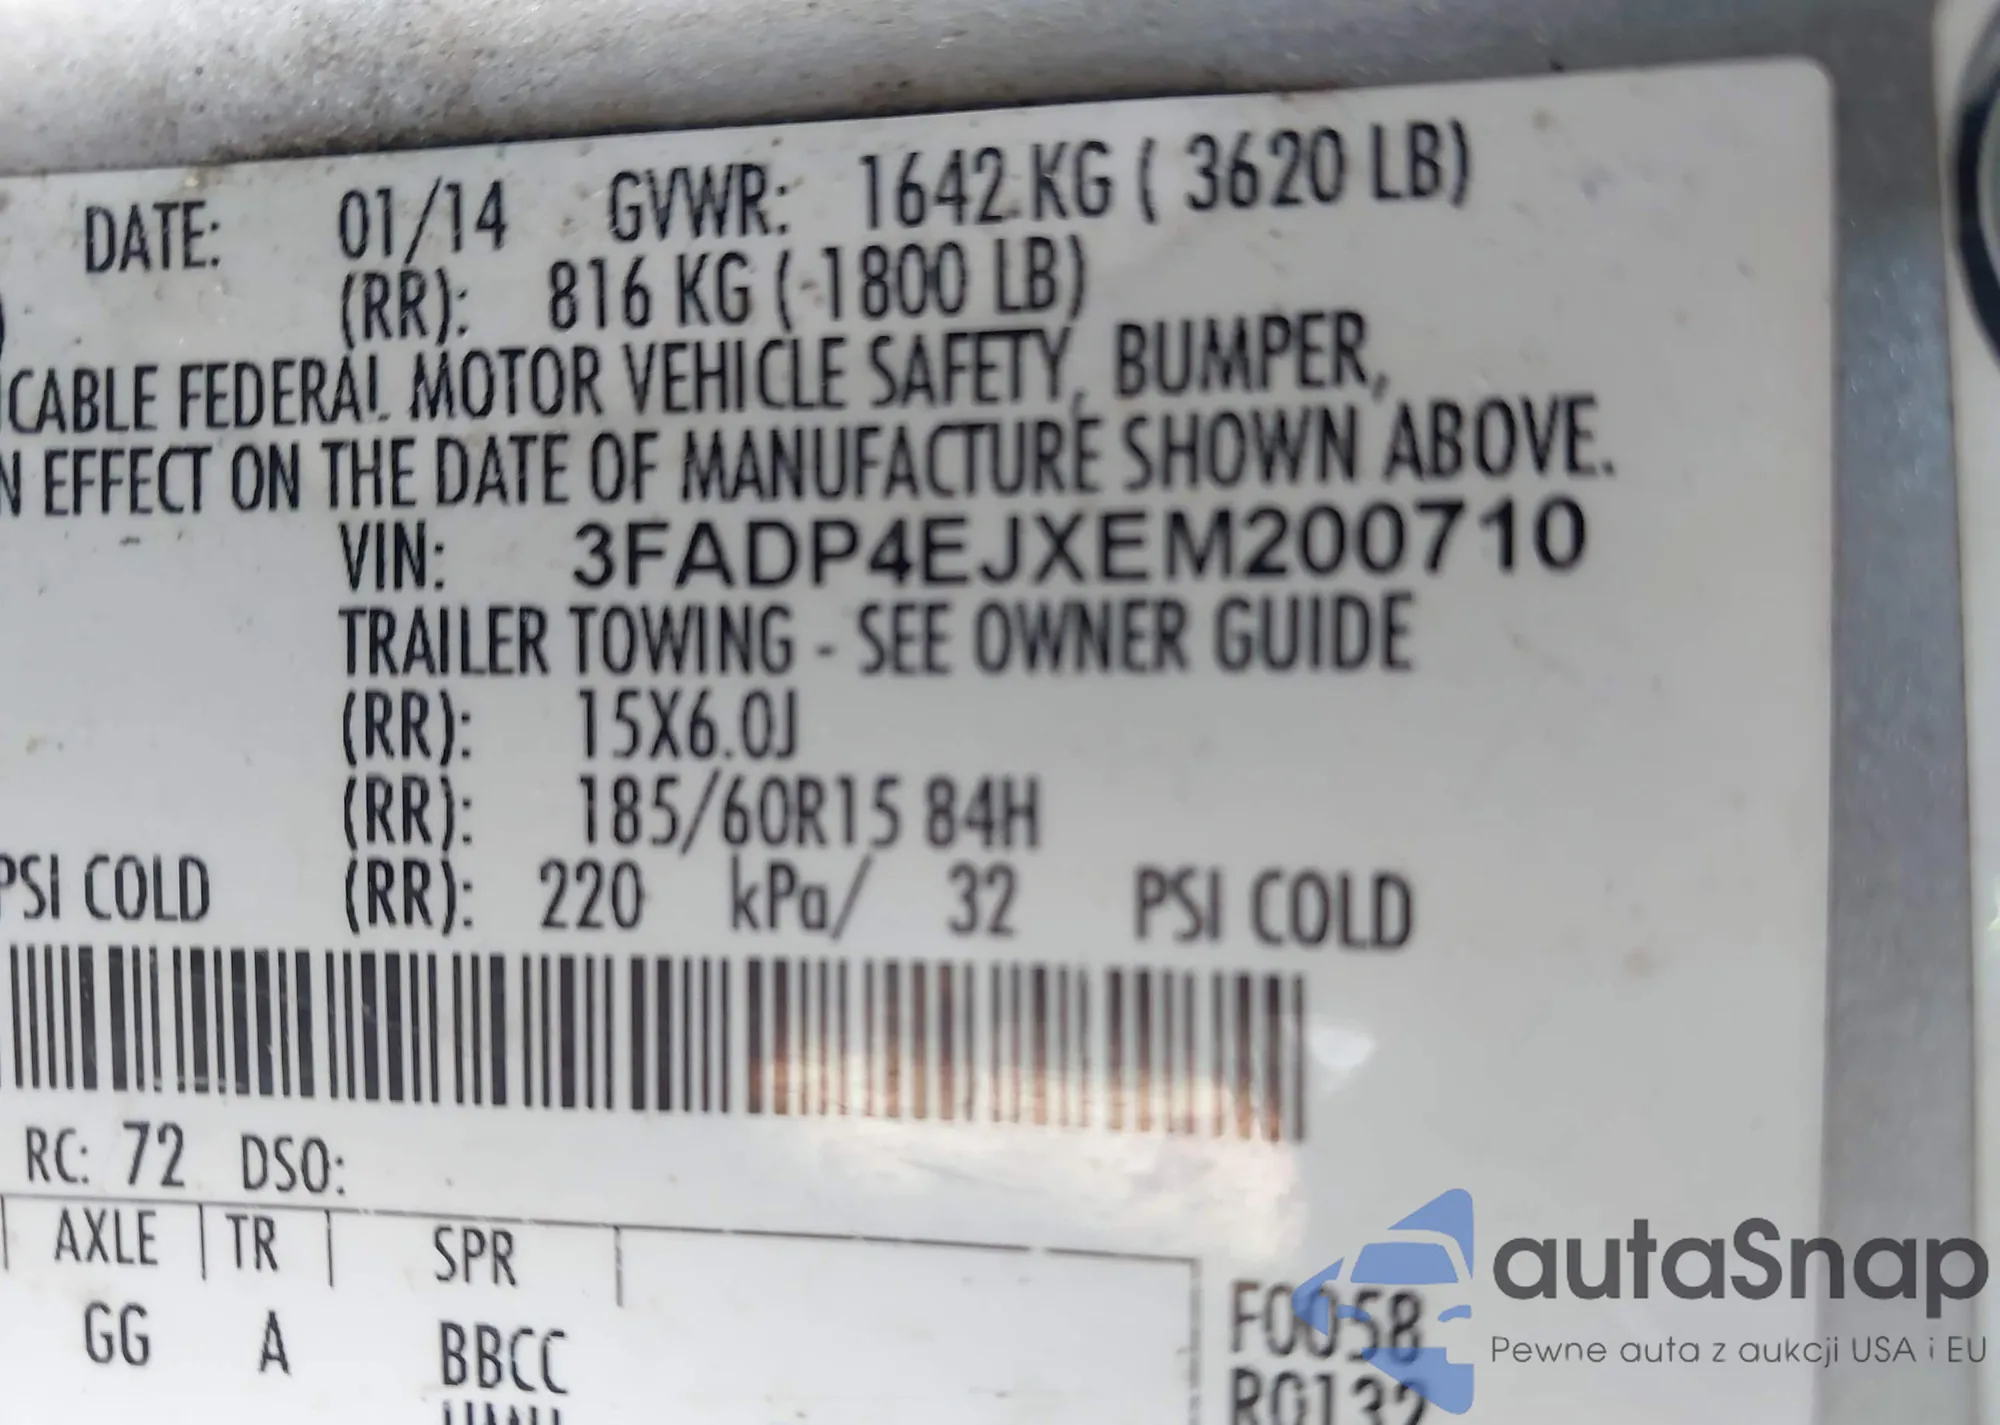 DATE: 01/14 GVWR: 1642 KG ( 3620 LB)
(RR): 816 KG ( 1800 LB)
ICABLE FEDERAL MOTOR VEHICLE SAFETY, BUMPER,
N EFFECT ON THE DATE OF MANUFACTURE SHOWN ABOVE.
VIN: 3FADP4EJXEM200710
TRAILER TOWING - SEE OWNER GUIDE
(RR): 15X6.0J
(RR): 185/60R15 84H
PSI COLD (RR): 220 kPa/ 32 PSI COLD
RC: 72 DSO:
AXLE TR SPR
GG A BBCC
F0058
R0132
autaSnap
Pewne auta z aukcji USA i EU